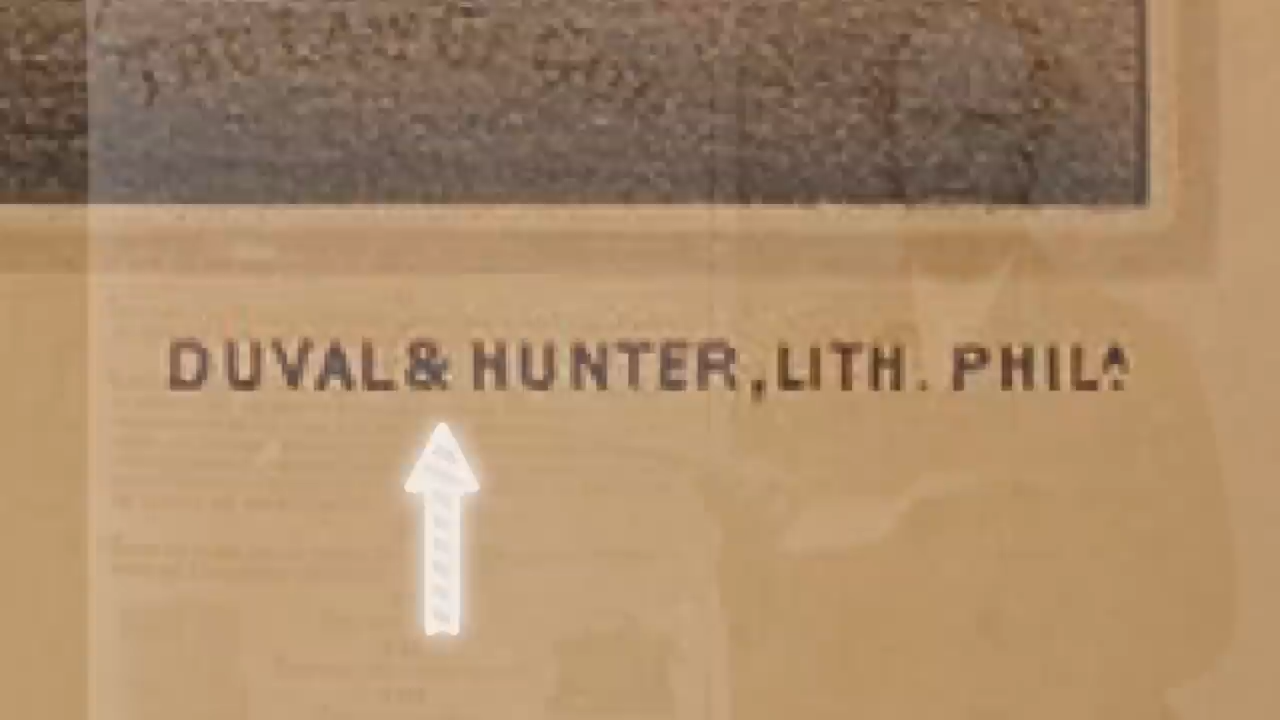 DUVAL & HUNTER, LITH. PHILᴬ